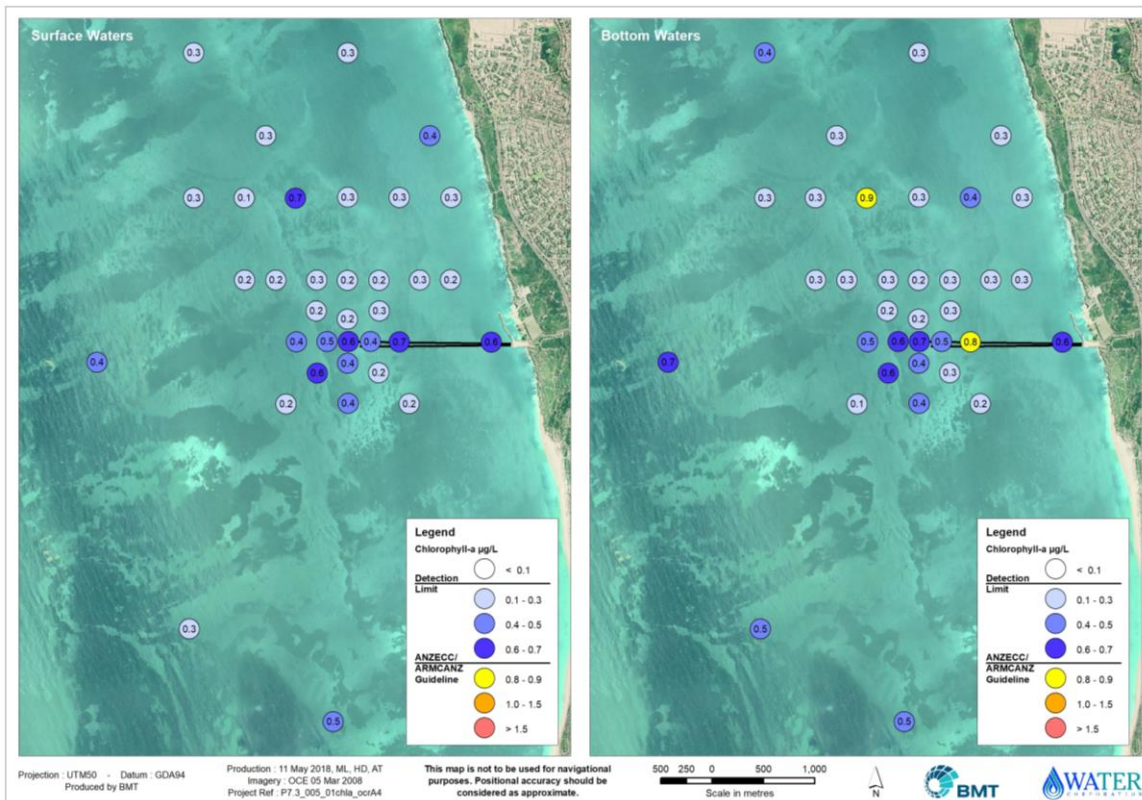 Surface Waters
0.3 0.3
0.3 0.4
0.3 0.1 0.7 0.3 0.3 0.3
0.2 0.2 0.3 0.2 0.2 0.3 0.2
0.2 0.2 0.3
0.4 0.5 0.6 0.4 0.7 0.6
0.4 0.6 0.4 0.2
0.2 0.4 0.2
0.3
0.5
Legend
Chlorophyll-a µg/L
< 0.1
Detection
Limit
0.1 - 0.3
0.4 - 0.5
0.6 - 0.7
ANZECC/
ARMCANZ
Guideline
0.8 - 0.9
1.0 - 1.5
> 1.5
Bottom Waters
0.4 0.3
0.3 0.3
0.3 0.3 0.9 0.3 0.4 0.3
0.3 0.3 0.3 0.2 0.3 0.3 0.3
0.2 0.2 0.3
0.5 0.6 0.7 0.5 0.8 0.6
0.7 0.6 0.4 0.3
0.1 0.4 0.2
0.5
0.5
Legend
Chlorophyll-a µg/L
< 0.1
Detection
Limit
0.1 - 0.3
0.4 - 0.5
0.6 - 0.7
ANZECC/
ARMCANZ
Guideline
0.8 - 0.9
1.0 - 1.5
> 1.5
Projection : UTM50 - Datum : GDA94
Produced by BMT
Production : 11 May 2018, ML, HD, AT
Imagery : OCE 05 Mar 2008
Project Ref : P7.3_005_01chla_ocrA4
This map is not to be used for navigational
purposes. Positional accuracy should be
considered as approximate.
500 250 0 500 1,000
Scale in metres
N
BMT
WATER
CORPORATION